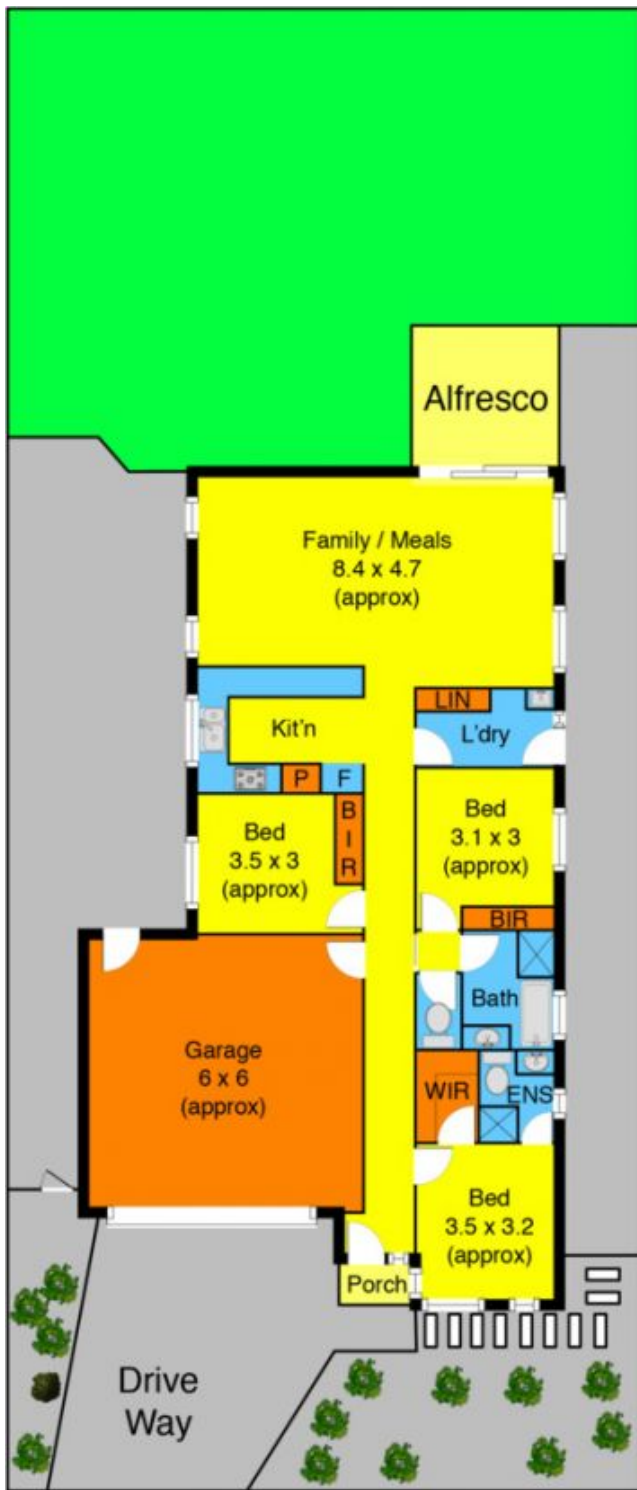 Alfresco
Family / Meals
8.4 x 4.7
(approx)
LIN
Kit'n
L'dry
P
F
B
I
R
Bed
3.5 x 3
(approx)
Bed
3.1 x 3
(approx)
BIR
Bath
Garage
6 x 6
(approx)
WIR
ENS
Bed
3.5 x 3.2
(approx)
Porch
Drive
Way